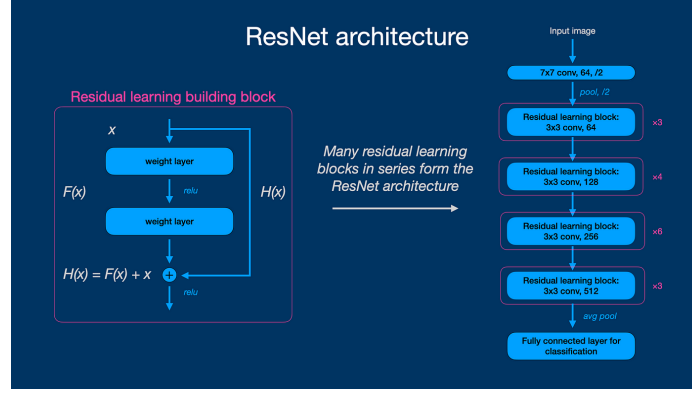 ResNet architecture
Residual learning building block
x
weight layer
F(x)
relu
H(x)
weight layer
H(x) = F(x) + x
+
relu
Many residual learning
blocks in series form the
ResNet architecture
Input image
7x7 conv, 64, /2
pool, /2
Residual learning block:
3x3 conv, 64
×3
Residual learning block:
3x3 conv, 128
×4
Residual learning block:
3x3 conv, 256
×6
Residual learning block:
3x3 conv, 512
×3
avg pool
Fully connected layer for
classification